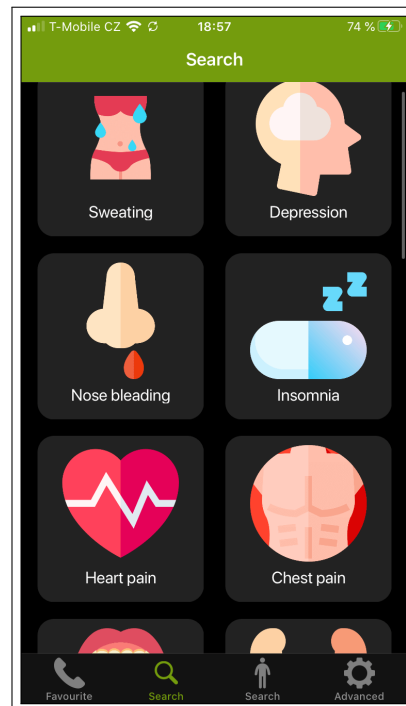 T-Mobile CZ 18:57 74 %
Search
Sweating Depression
zz
Nose bleading Insomnia
Heart pain Chest pain
Favourite Search Search Advanced